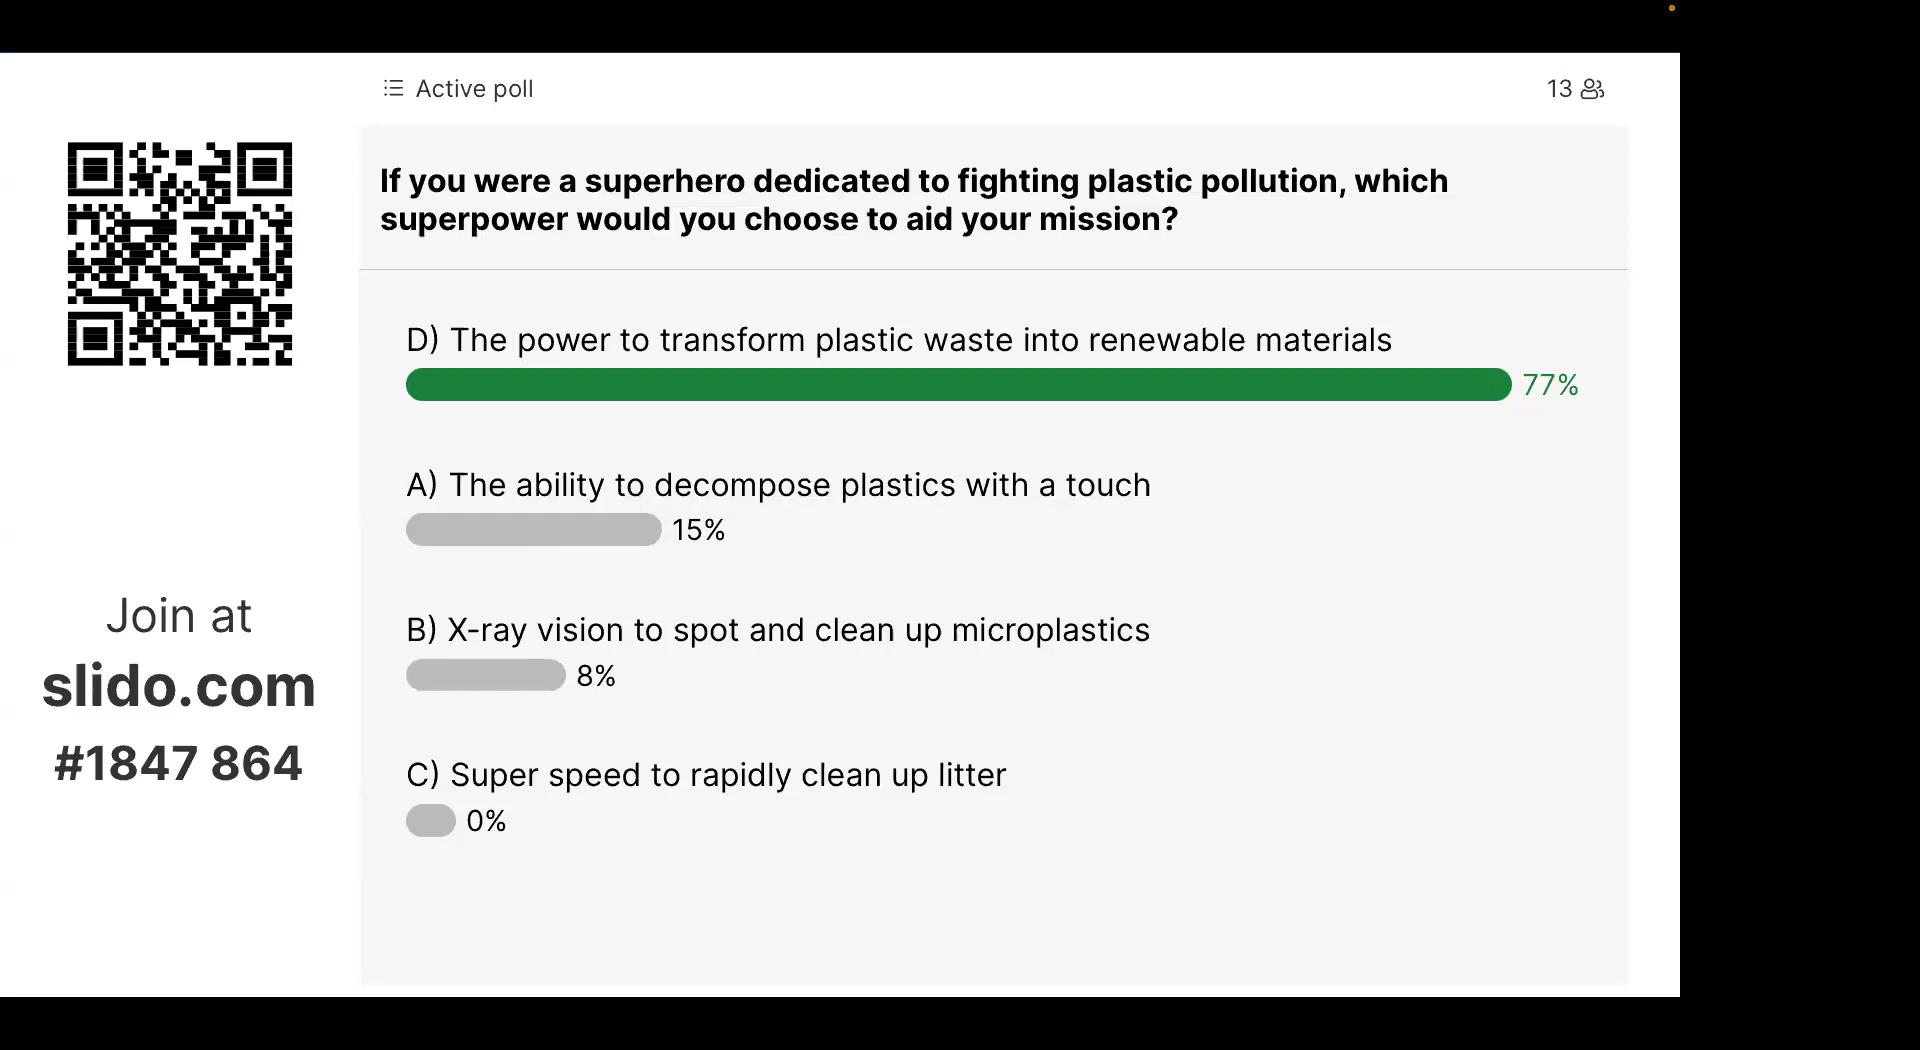 Active poll
13
If you were a superhero dedicated to fighting plastic pollution, which
superpower would you choose to aid your mission?
D) The power to transform plastic waste into renewable materials
77%
A) The ability to decompose plastics with a touch
15%
B) X-ray vision to spot and clean up microplastics
8%
C) Super speed to rapidly clean up litter
0%
Join at
slido.com
#1847 864